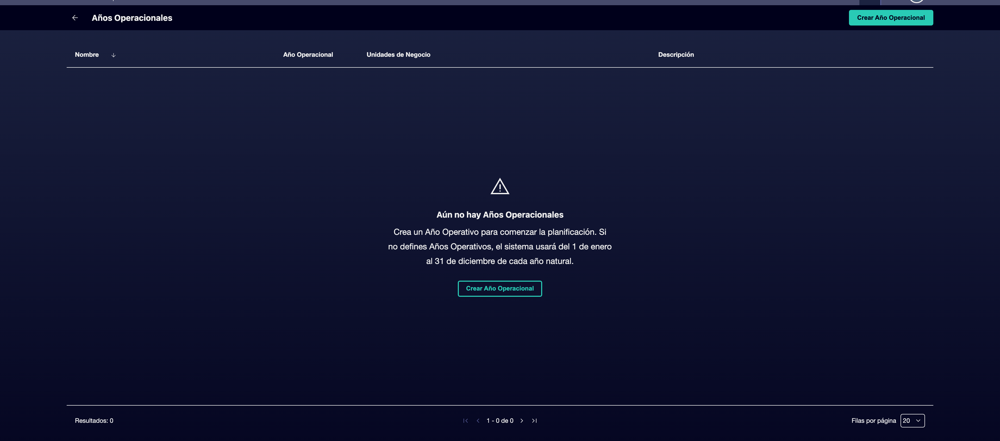 Años Operacionales
Crear Año Operacional
Nombre
Año Operacional
Unidades de Negocio
Descripción
Aún no hay Años Operacionales
Crea un Año Operativo para comenzar la planificación. Si
no defines Años Operativos, el sistema usará del 1 de enero
al 31 de diciembre de cada año natural.
Crear Año Operacional
Resultados: 0
1 - 0 de 0
Filas por página
20